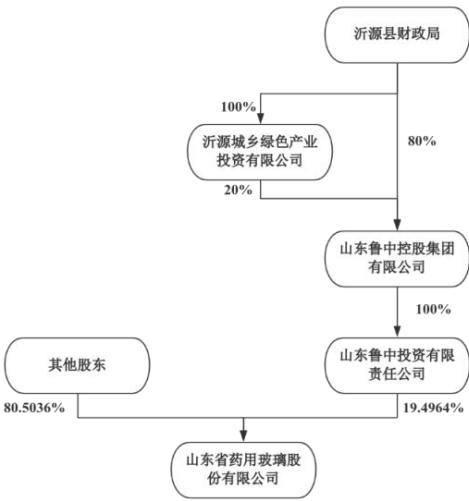 沂源县财政局
100%
沂源城乡绿色产业
投资有限公司
80%
20%
山东鲁中控股集团
有限公司
100%
其他股东
山东鲁中投资有限
责任公司
80.5036%
19.4964%
山东省药用玻璃股
份有限公司